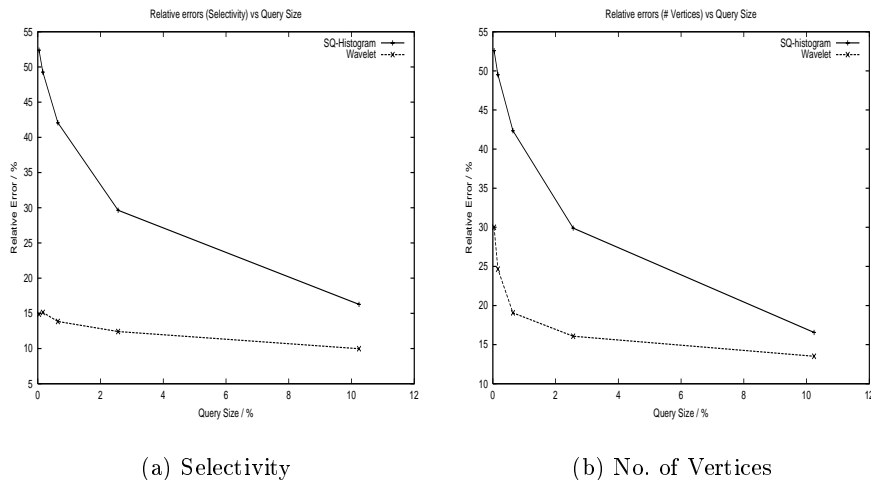 Relative errors (Selectivity) vs Query Size
55
50
45
40
35
30
25
20
15
10
5
0
2
4
6
8
10
12
Relative Error / %
Query Size / %
SQ-Histogram
Wavelet
(a) Selectivity
Relative errors (# Vertices) vs Query Size
55
50
45
40
35
30
25
20
15
10
0
2
4
6
8
10
12
Relative Error / %
Query Size / %
SQ-Histogram
Wavelet
(b) No. of Vertices